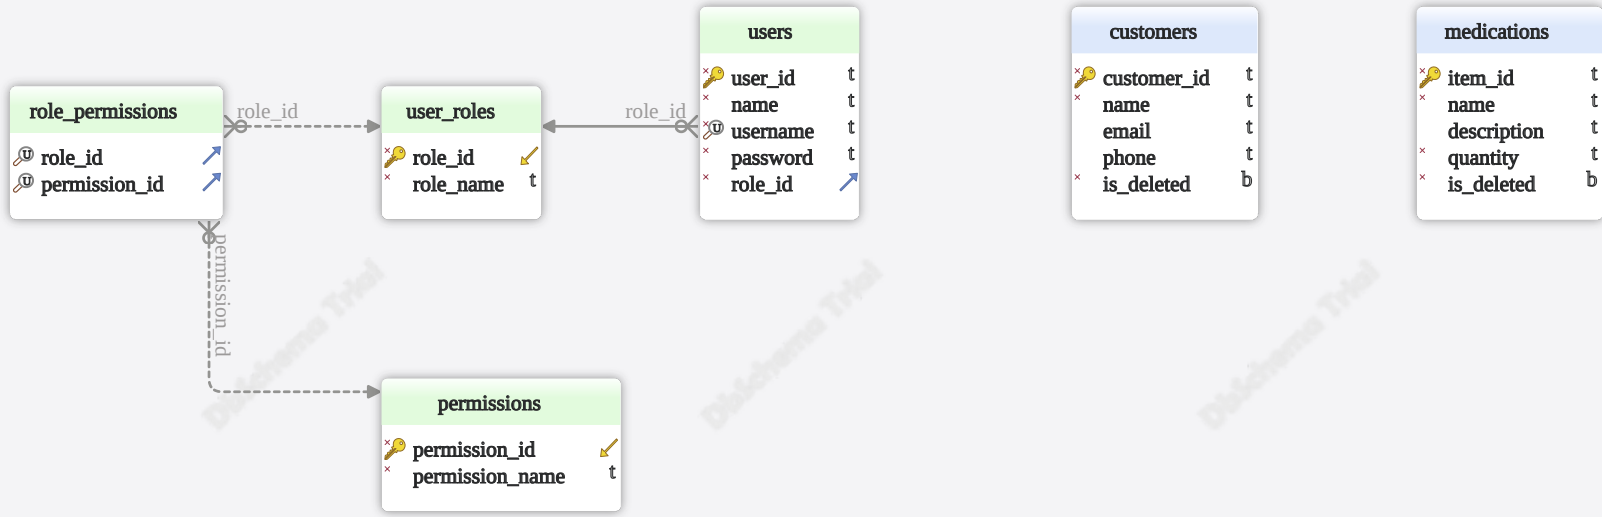 role_permissions
role_id
permission_id
role_id
user_roles
role_id
role_name t
role_id
users
user_id t
name t
username t
password t
role_id
customers
customer_id t
name t
email t
phone t
is_deleted b
medications
item_id t
name t
description t
quantity t
is_deleted b
permission_id
permissions
permission_id
permission_name t
DbSchema Trial
DbSchema Trial
DbSchema Trial